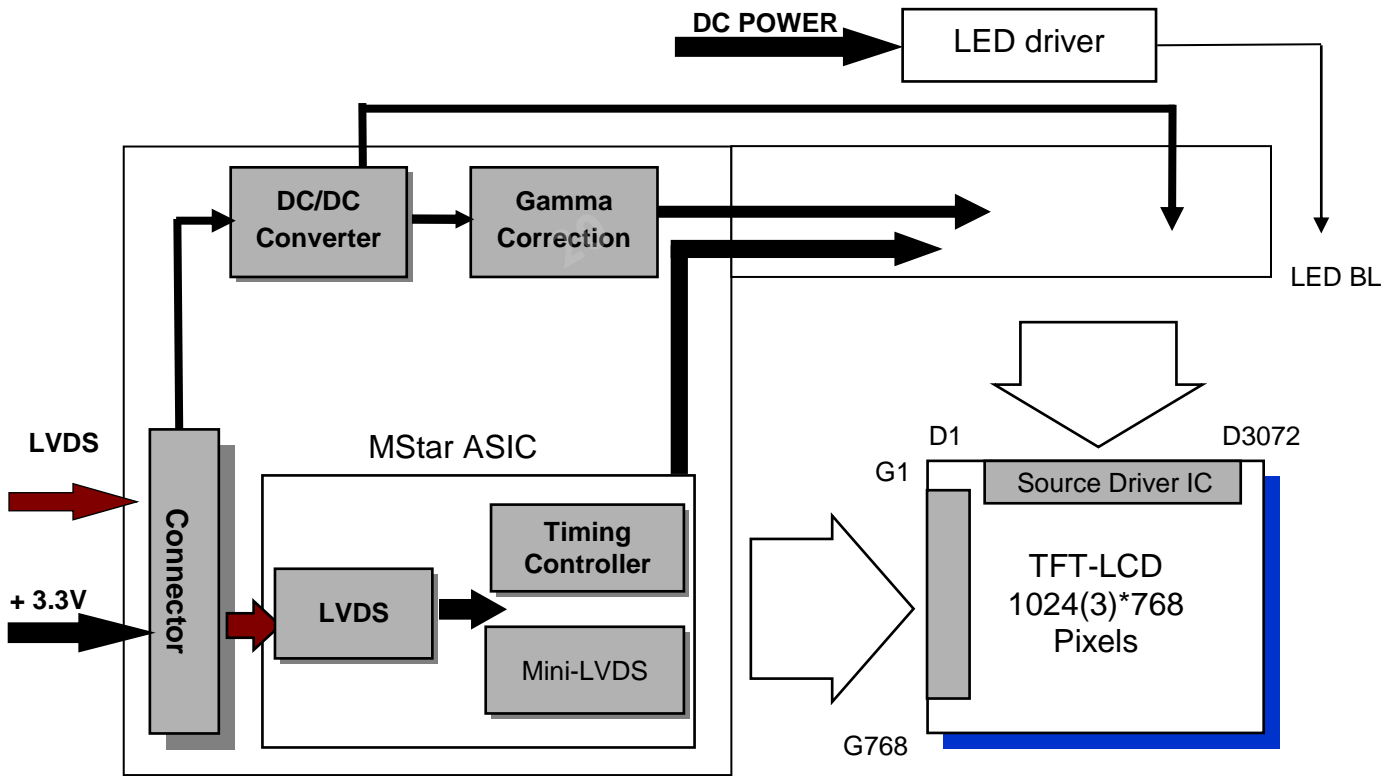 DC POWER
LED driver
DC/DC
Converter
Gamma
Correction
LED BL
LVDS
+ 3.3V
Connector
MStar ASIC
LVDS
Timing
Controller
Mini-LVDS
D1
D3072
G1
Source Driver IC
TFT-LCD
1024(3)*768
Pixels
G768